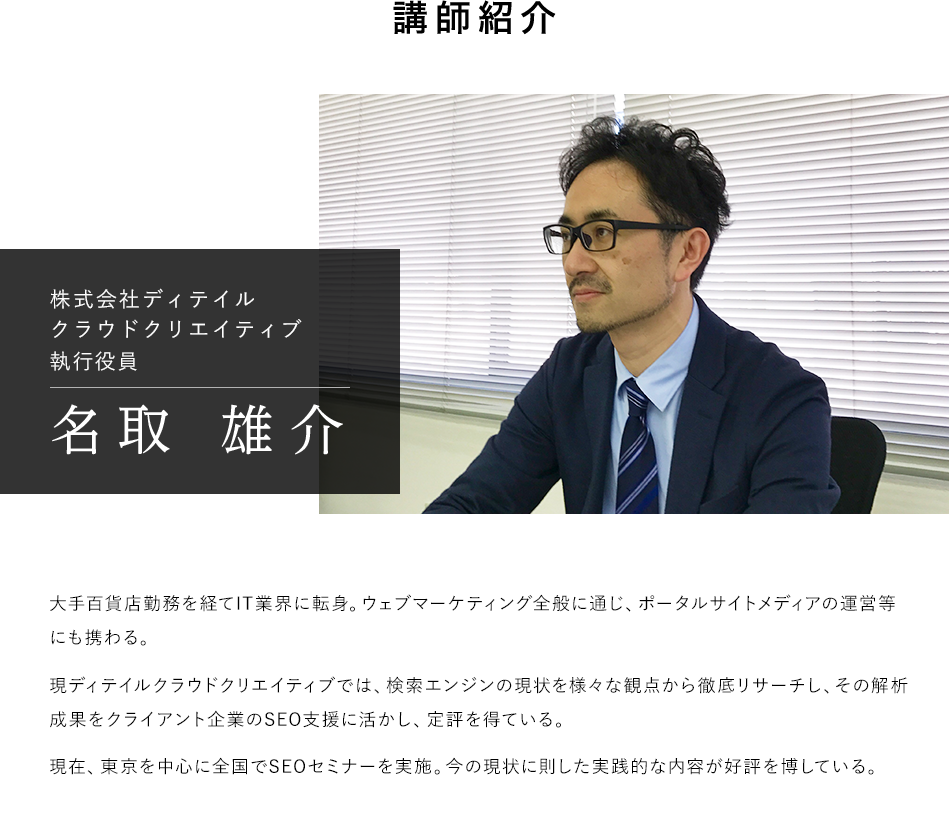 講師紹介
株式会社ディテイル
クラウドクリエイティブ
執行役員
名取 雄介
大手百貨店勤務を経てIT業界に転身。ウェブマーケティング全般に通じ、ポータルサイトメディアの運営等
にも携わる。
現ディテイルクラウドクリエイティブでは、検索エンジンの現状を様々な観点から徹底リサーチし、その解析
成果をクライアント企業のSEO支援に活かし、定評を得ている。
現在、東京を中心に全国でSEOセミナーを実施。今の現状に則した実践的な内容が好評を博している。